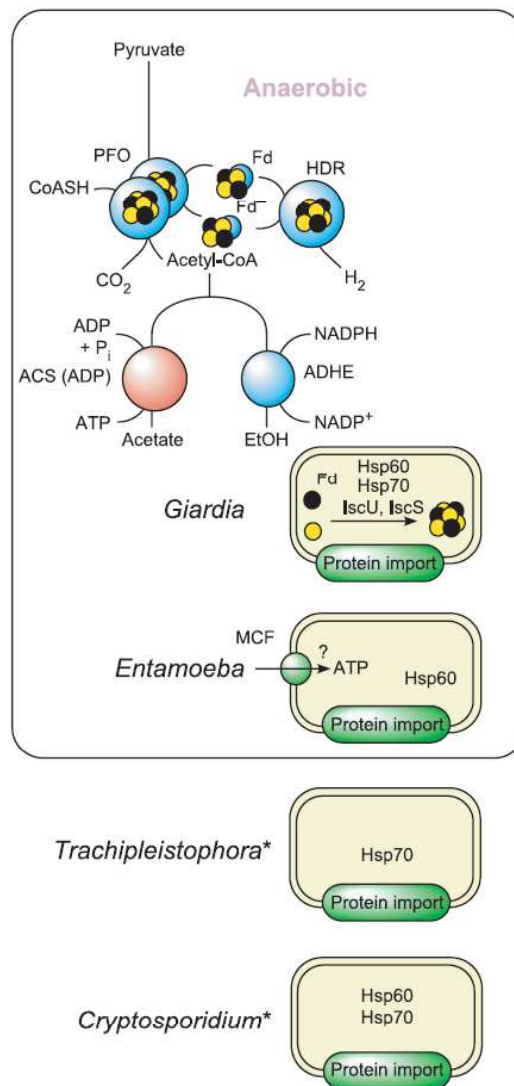 Pyruvate
Anaerobic
PFO
Fd
HDR
CoASH
Fd⁻
Acetyl-CoA
CO₂
H₂
ADP
+ Pᵢ
NADPH
ACS (ADP)
ADHE
ATP
NADP⁺
Acetate
EtOH
Giardia
Fd
Hsp60
Hsp70
IscU, IscS
Protein import
Entamoeba
MCF
?
ATP
Hsp60
Protein import
Trachipleistophora*
Hsp70
Protein import
Cryptosporidium*
Hsp60
Hsp70
Protein import